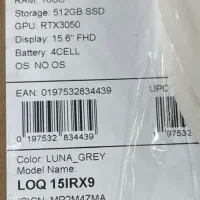 Storage: 512GB SSD
GPU: RTX3050
Display: 15.6" FHD
Battery: 4CELL
OS: NO OS
EAN: 0197532834439
UPC
0 197532 834439
Color: LUNA_GREY
Model Name:
LOQ 15IRX9